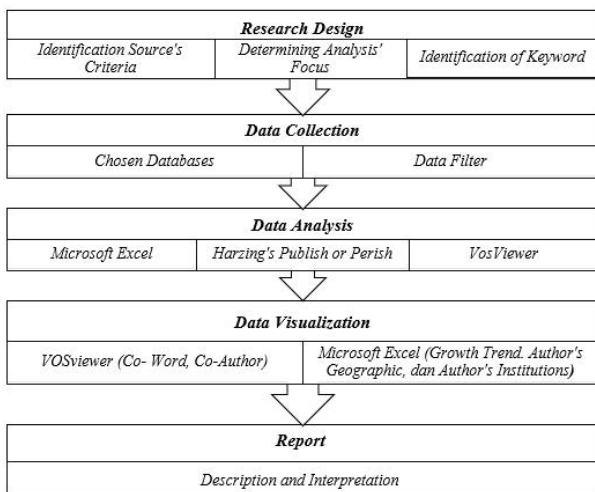 Research Design
Identification Source's
Criteria
Determining Analysis'
Focus
Identification of Keyword
Data Collection
Chosen Databases
Data Filter
Data Analysis
Microsoft Excel
Harzing's Publish or Perish
VosViewer
Data Visualization
VOSviewer (Co- Word, Co-Author)
Microsoft Excel (Growth Trend. Author's
Geographic, dan Author's Institutions)
Report
Description and Interpretation